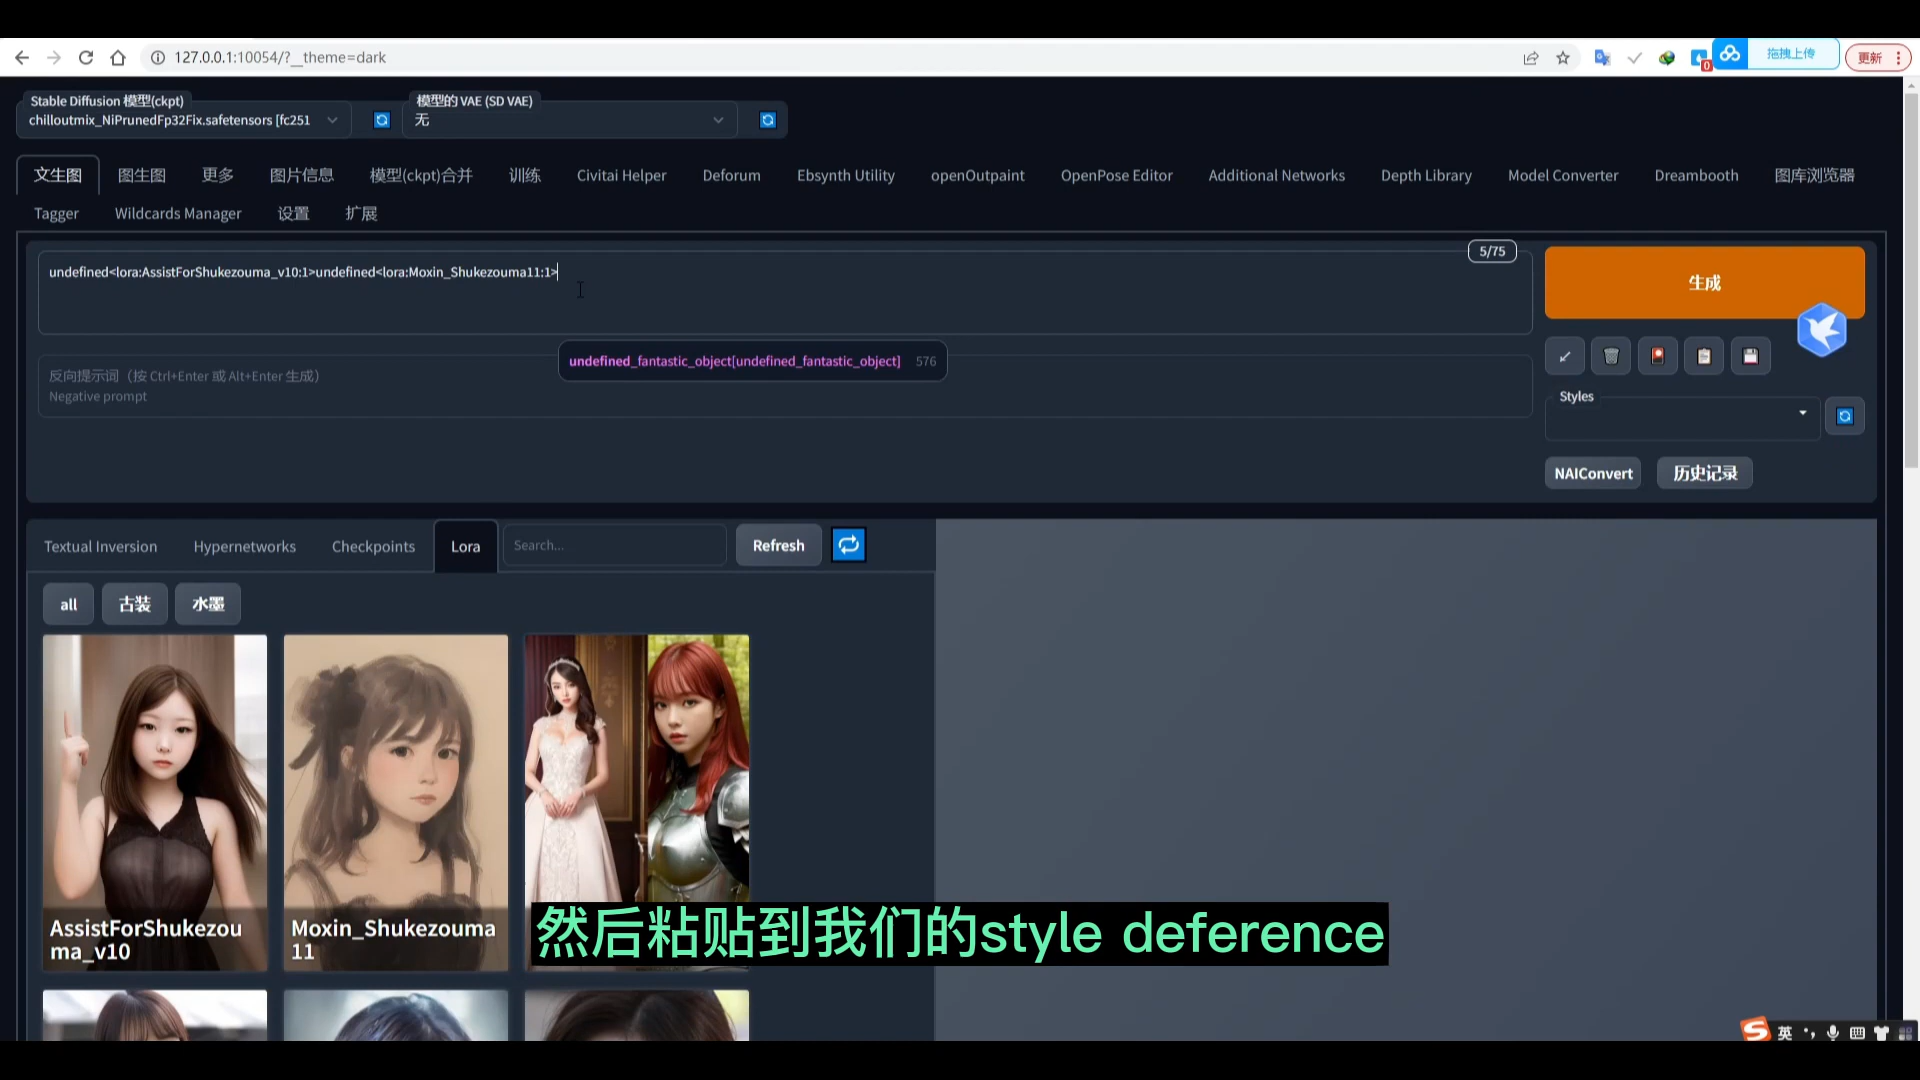 127.0.0.1:10054/?__theme=dark
拖拽上传
更新
0
Stable Diffusion 模型(ckpt)
chilloutmix_NiPrunedFp32Fix.safetensors [fc251
模型的 VAE (SD VAE)
无
文生图
图生图
更多
图片信息
模型(ckpt)合并
训练
Civitai Helper
Deforum
Ebsynth Utility
openOutpaint
OpenPose Editor
Additional Networks
Depth Library
Model Converter
Dreambooth
图库浏览器
Tagger
Wildcards Manager
设置
扩展
5/75
undefined<lora:AssistForShukezouma_v10:1>undefined<lora:Moxin_Shukezouma11:1>
生成
undefined_fantastic_object[undefined_fantastic_object] 576
反向提示词（按 Ctrl+Enter 或 Alt+Enter 生成）
Negative prompt
Styles
NAIConvert
历史记录
Textual Inversion
Hypernetworks
Checkpoints
Lora
Search...
Refresh
all
古装
水墨
AssistForShukezou
ma_v10
Moxin_Shukezouma
11
然后粘贴到我们的style deference
英